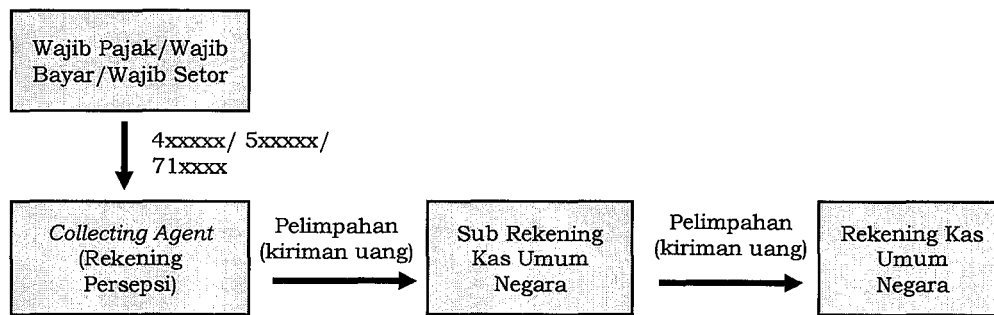 Wajib Pajak/Wajib
Bayar/Wajib Setor
4xxxxx/ 5xxxxx/
71xxxx
Collecting Agent
(Rekening
Persepsi)
Pelimpahan
(kiriman uang)
Sub Rekening
Kas Umum
Negara
Pelimpahan
(kiriman uang)
Rekening Kas
Umum
Negara